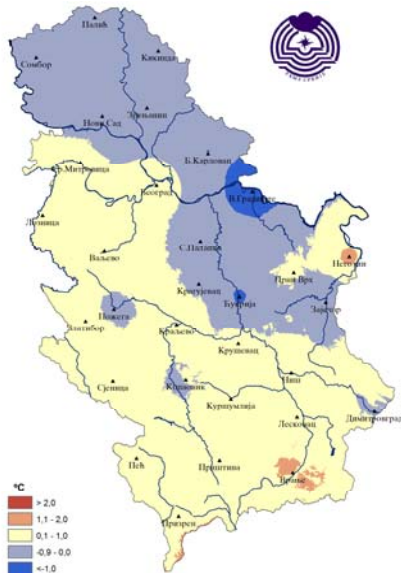 Палић
Кикинда
Сомбор
Зрењанин
Нови Сад
Б.Карловац
Ср.Митровица
Београд
В.Градиште
Лозница
С.Паланка
Неготин
Ваљево
Црни Врх
Крагујевац
Ћуприја
Зајечар
Пожега
Златибор
Краљево
Крушевац
Ниш
Сјеница
Копаоник
Куршумлија
Лесковац
Димитровград
Пећ
Приштина
Врање
Призрен
°C
> 2,0
1,1 - 2,0
0,1 - 1,0
-0,9 - 0,0
<-1,0